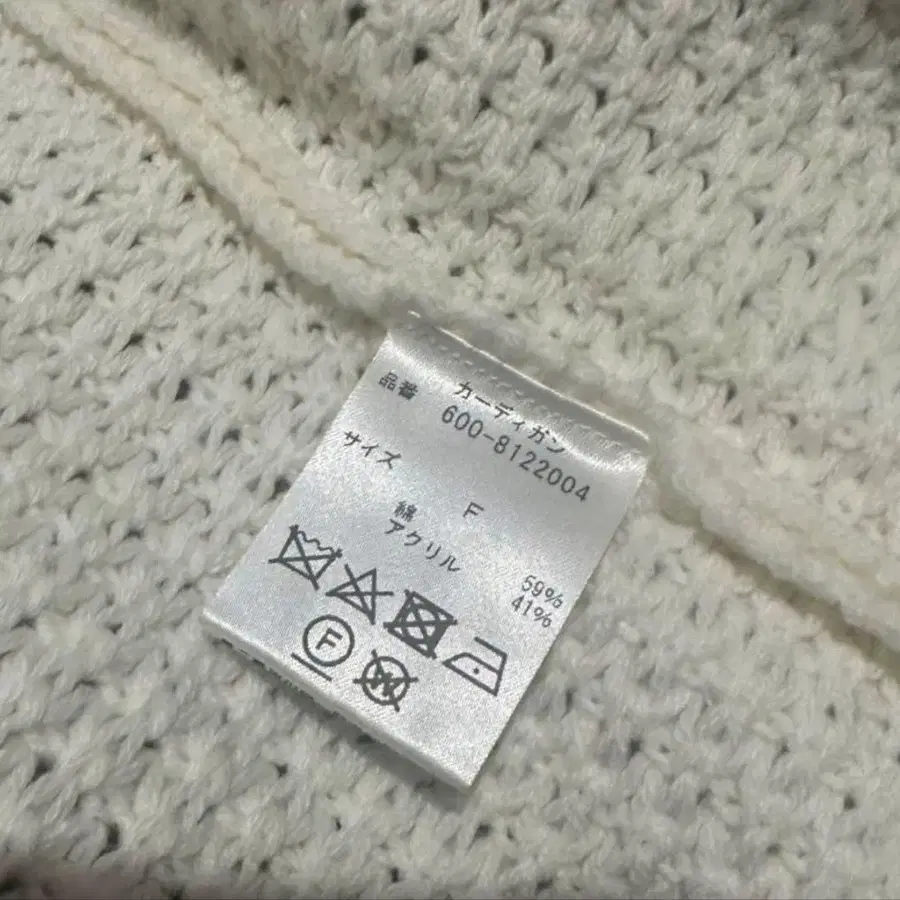 カーディガン
品番 600-8122004
サイズ F
綿 59%
アクリル 41%
F
W